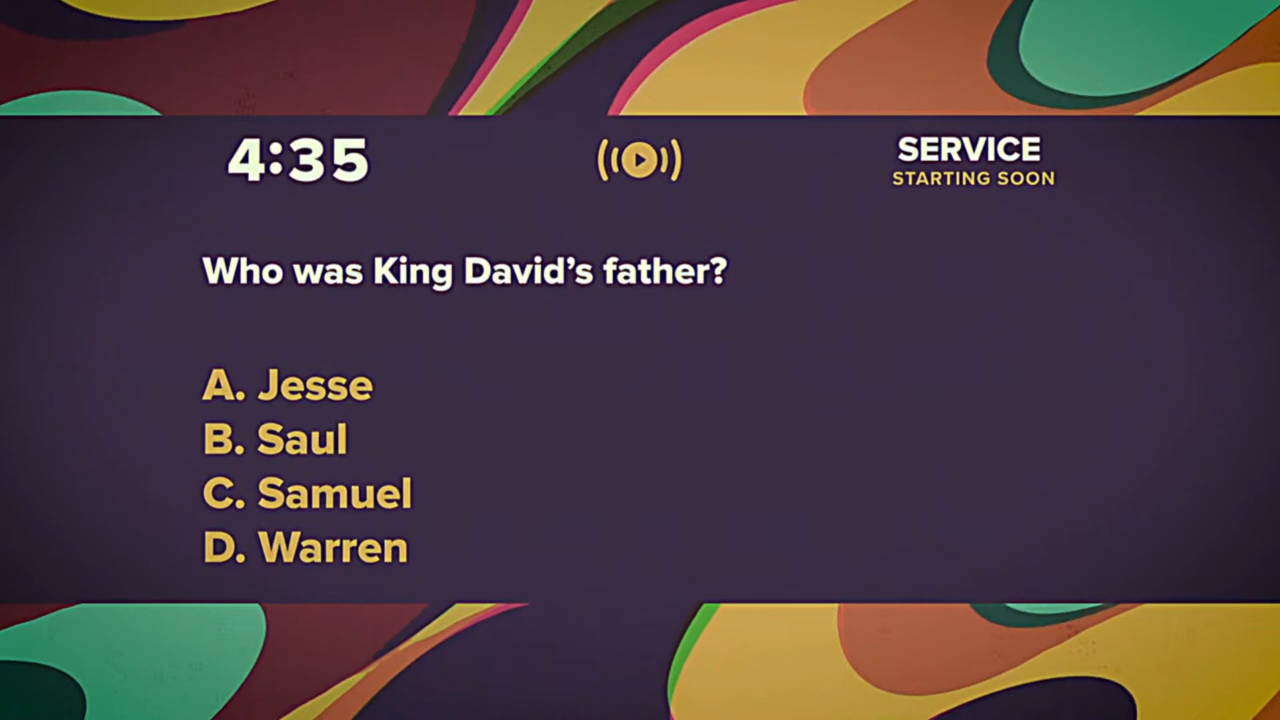 4:35
SERVICE
STARTING SOON
Who was King David’s father?
A. Jesse
B. Saul
C. Samuel
D. Warren